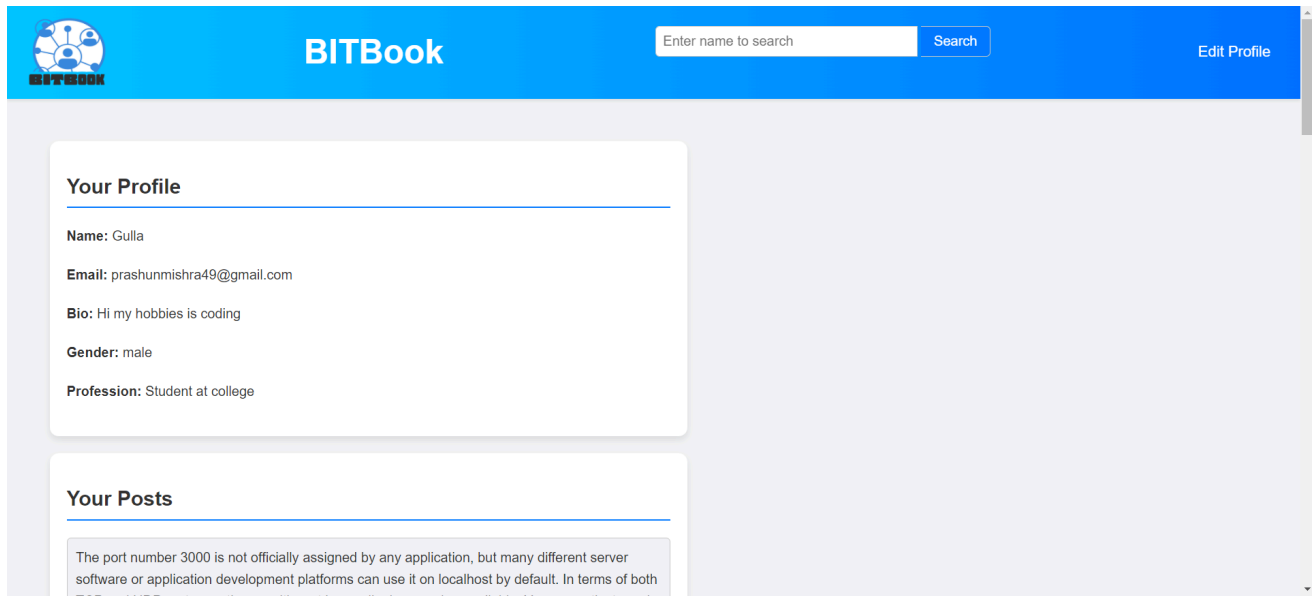 BITBOOK
BITBook
Enter name to search
Search
Edit Profile
Your Profile
Name: Gulla
Email: prashunmishra49@gmail.com
Bio: Hi my hobbies is coding
Gender: male
Profession: Student at college
Your Posts
The port number 3000 is not officially assigned by any application, but many different server
software or application development platforms can use it on localhost by default. In terms of both